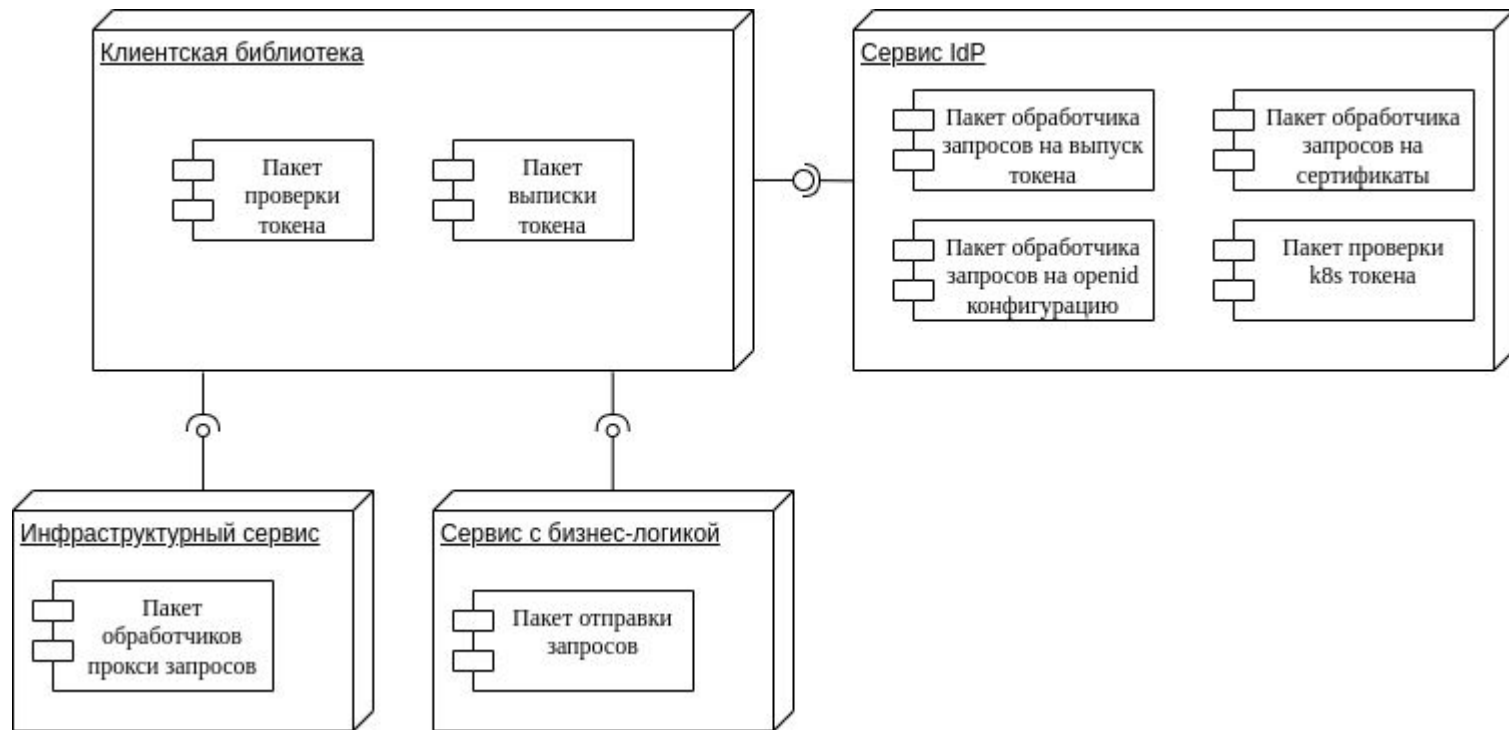 Клиентская библиотека
Пакет
проверки
токена
Пакет
выписки
токена
Сервис IdP
Пакет обработчика
запросов на выпуск
токена
Пакет обработчика
запросов на
сертификаты
Пакет обработчика
запросов на openid
конфигурацию
Пакет проверки
k8s токена
Инфраструктурный сервис
Пакет
обработчиков
прокси запросов
Сервис с бизнес-логикой
Пакет отправки
запросов